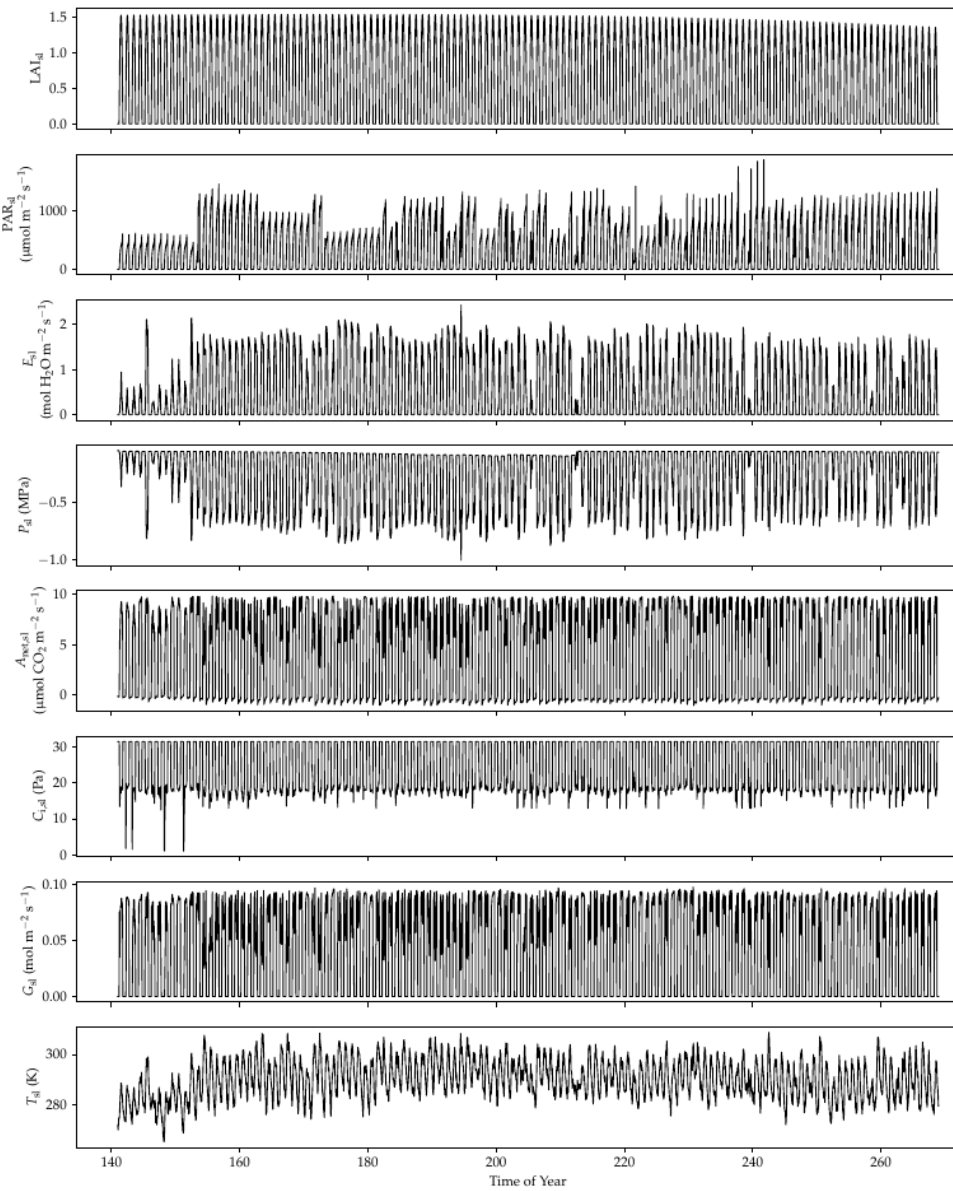 1.5
1.0
0.5
0.0
LAI_sl
1000
0
PAR_sl
(μmol m⁻² s⁻¹)
2
1
0
E_sl
(mol H₂O m⁻² s⁻¹)
−0.5
−1.0
P_sl (MPa)
10
5
0
A_net,sl
(μmol CO₂ m⁻² s⁻¹)
30
20
10
0
C_i,sl (Pa)
0.10
0.05
0.00
G_sl (mol m⁻² s⁻¹)
300
280
T_sl (K)
140 160 180 200 220 240 260
Time of Year